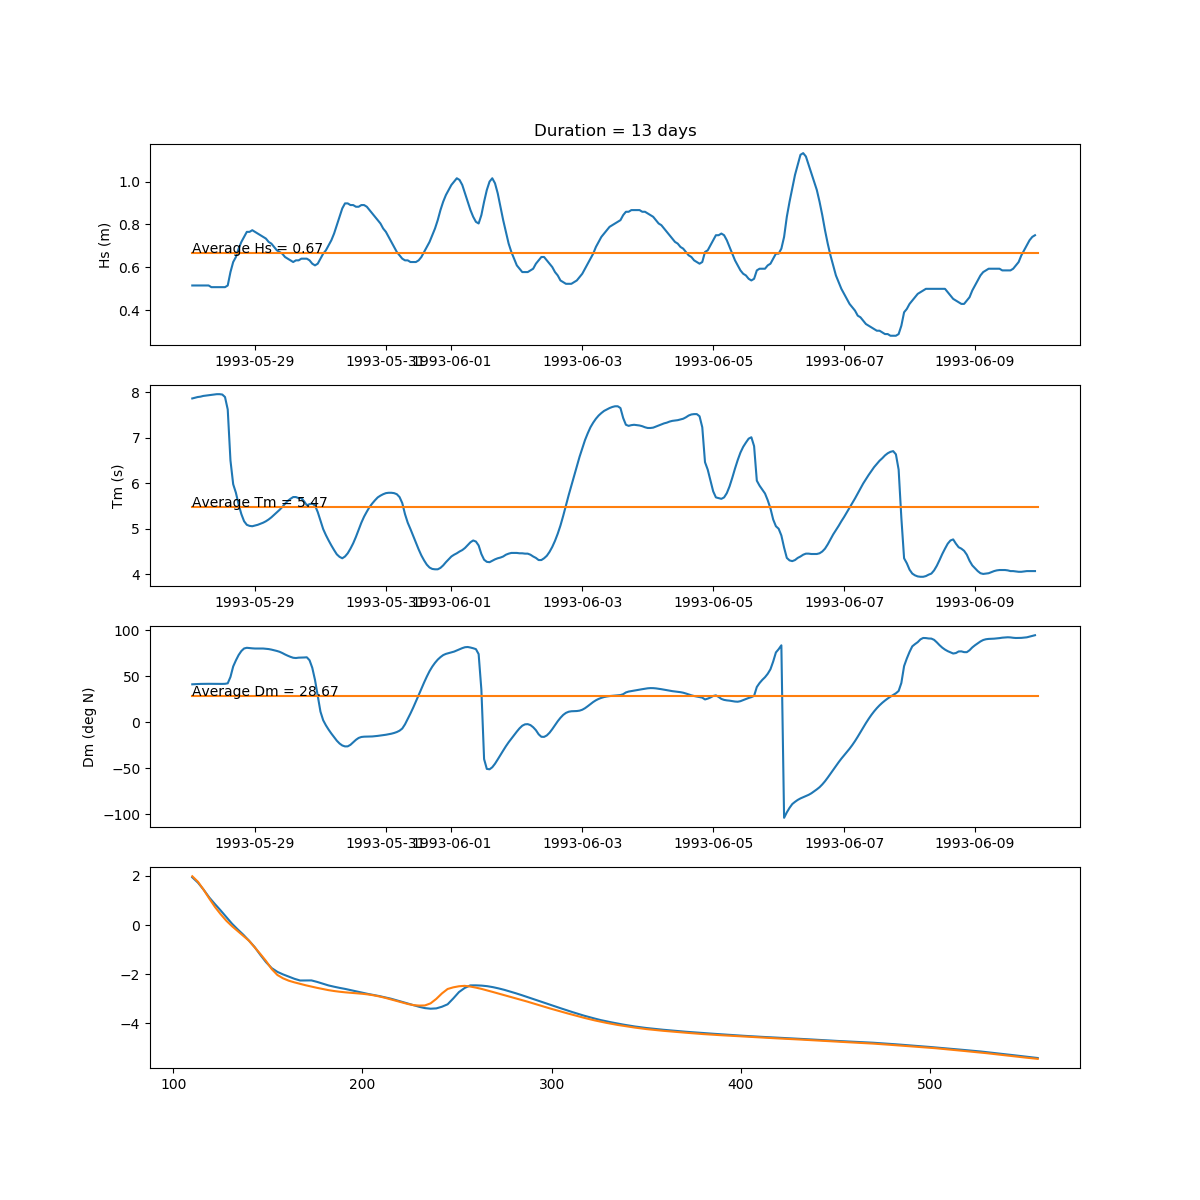 Duration = 13 days
Hs (m)
1.0
0.8
0.6
0.4
Average Hs = 0.67
1993-05-29 1993-05-31 1993-06-01 1993-06-03 1993-06-05 1993-06-07 1993-06-09
Tm (s)
8
7
6
5
4
Average Tm = 5.47
1993-05-29 1993-05-31 1993-06-01 1993-06-03 1993-06-05 1993-06-07 1993-06-09
Dm (deg N)
100
50
0
−50
−100
Average Dm = 28.67
1993-05-29 1993-05-31 1993-06-01 1993-06-03 1993-06-05 1993-06-07 1993-06-09
2
0
−2
−4
100 200 300 400 500